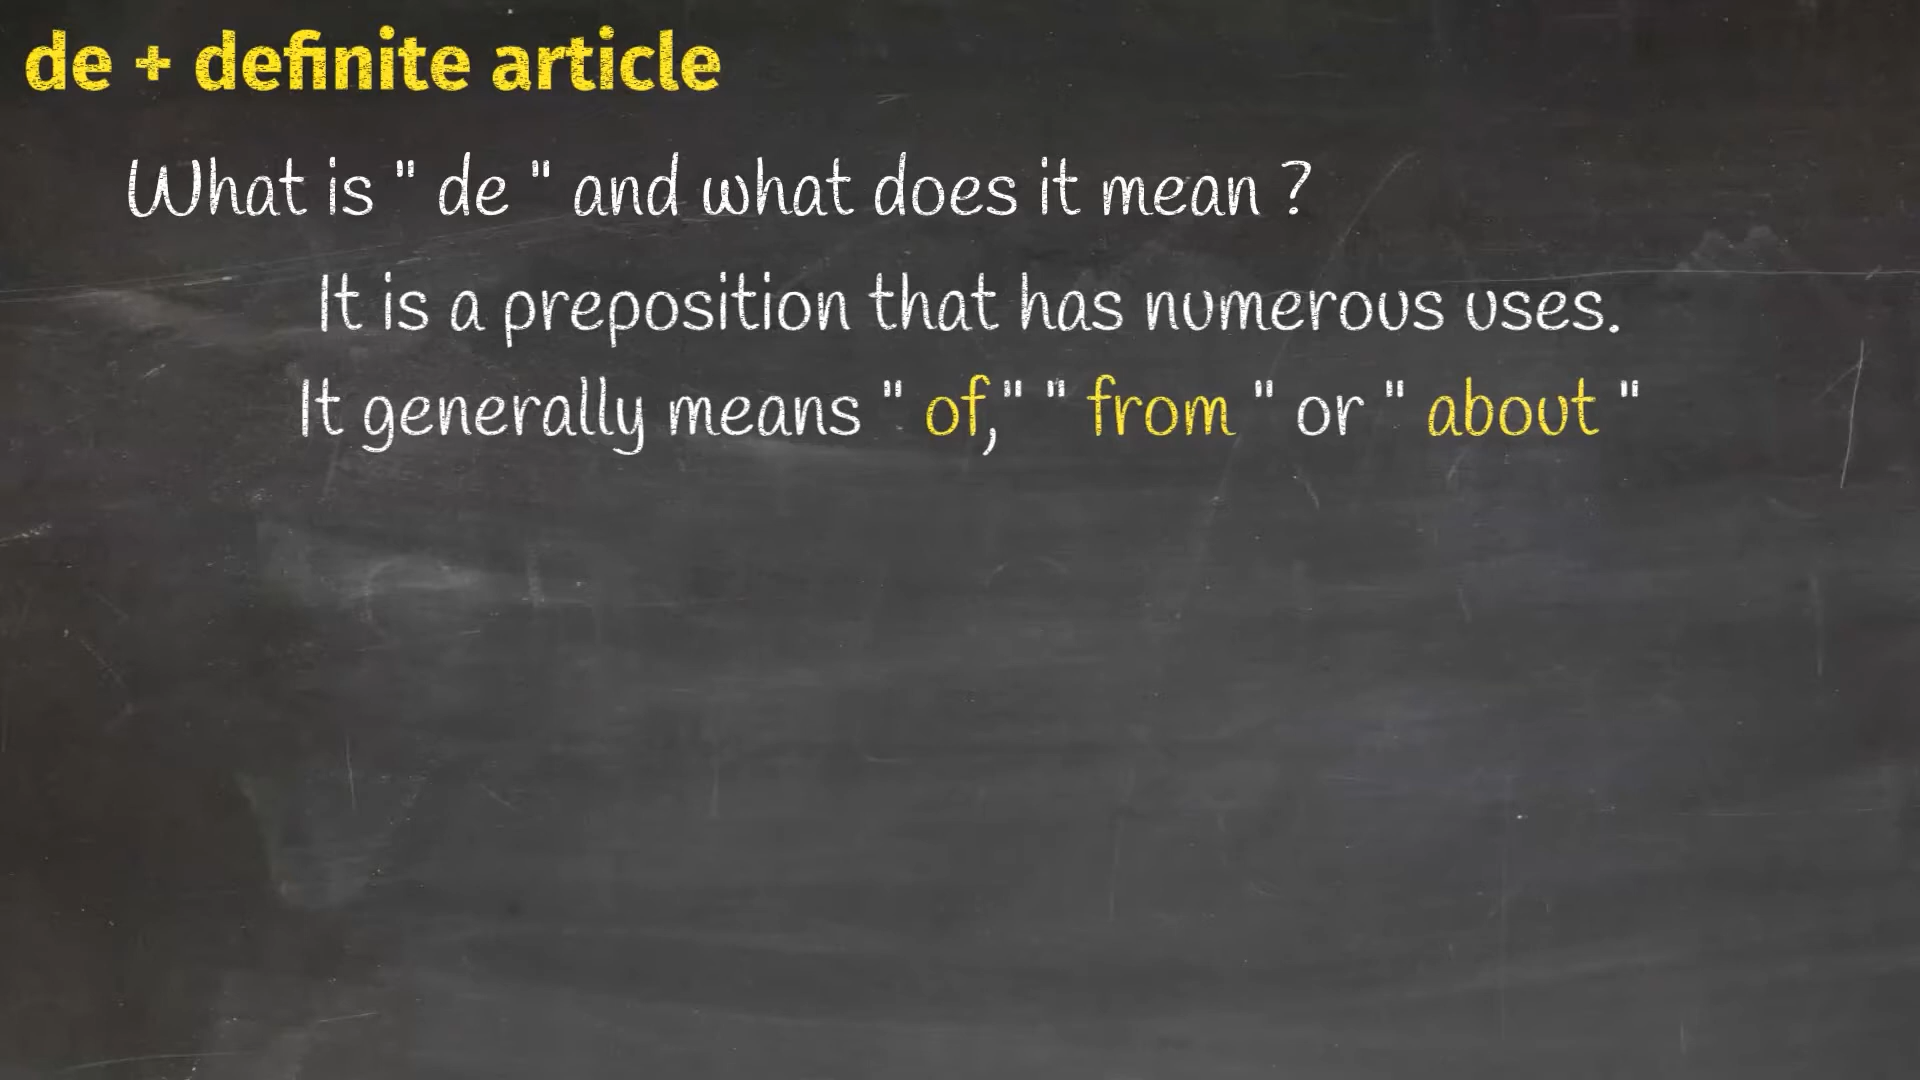 de + definite article
What is " de " and what does it mean ?
It is a preposition that has numerous uses.
It generally means " of," " from " or " about "